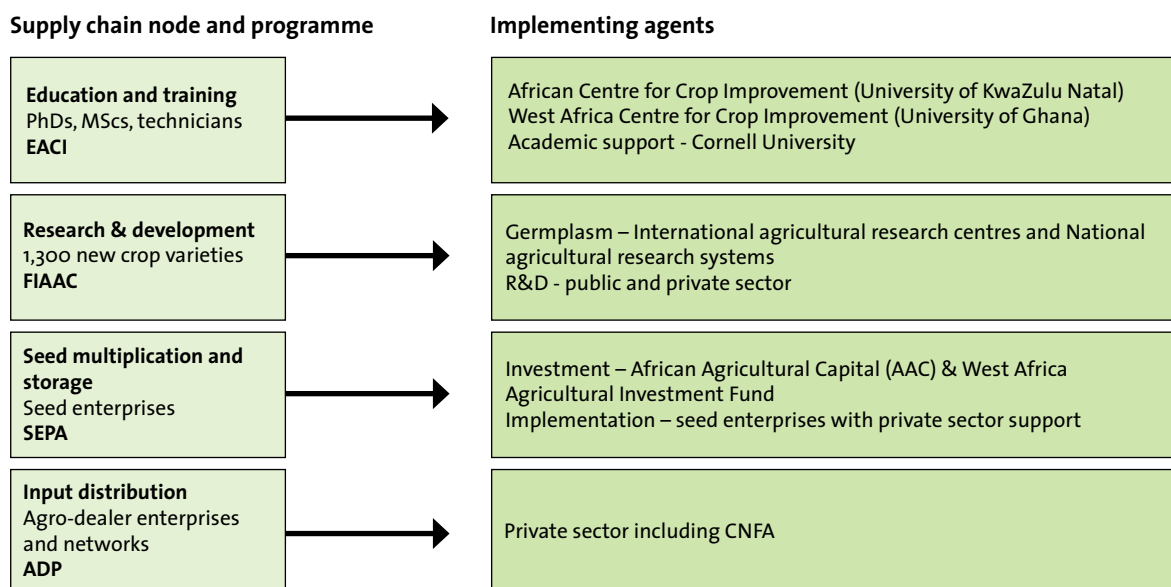 Supply chain node and programme
Implementing agents
Education and training
PhDs, MScs, technicians
EACI
African Centre for Crop Improvement (University of KwaZulu Natal)
West Africa Centre for Crop Improvement (University of Ghana)
Academic support - Cornell University
Research & development
1,300 new crop varieties
FIAAC
Germplasm – International agricultural research centres and National
agricultural research systems
R&D - public and private sector
Seed multiplication and
storage
Seed enterprises
SEPA
Investment – African Agricultural Capital (AAC) & West Africa
Agricultural Investment Fund
Implementation – seed enterprises with private sector support
Input distribution
Agro-dealer enterprises
and networks
ADP
Private sector including CNFA